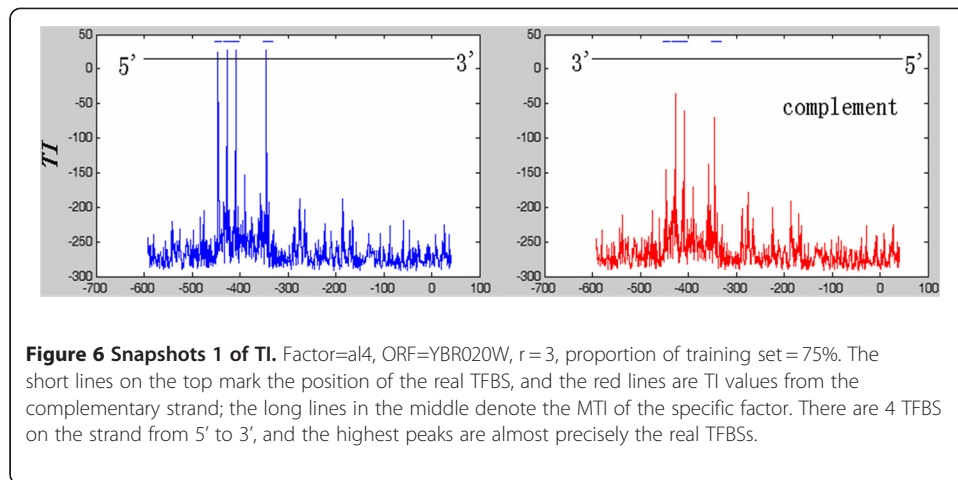 50
0
-50
-100
-150
-200
-250
-300
TI
5’
3’
-700 -600 -500 -400 -300 -200 -100 0 100
50
0
-50
-100
-150
-200
-250
-300
3’
5’
complement
-700 -600 -500 -400 -300 -200 -100 0 100
Figure 6 Snapshots 1 of TI. Factor=al4, ORF=YBR020W, r = 3, proportion of training set = 75%. The
short lines on the top mark the position of the real TFBS, and the red lines are TI values from the
complementary strand; the long lines in the middle denote the MTI of the specific factor. There are 4 TFBS
on the strand from 5’ to 3’, and the highest peaks are almost precisely the real TFBSs.